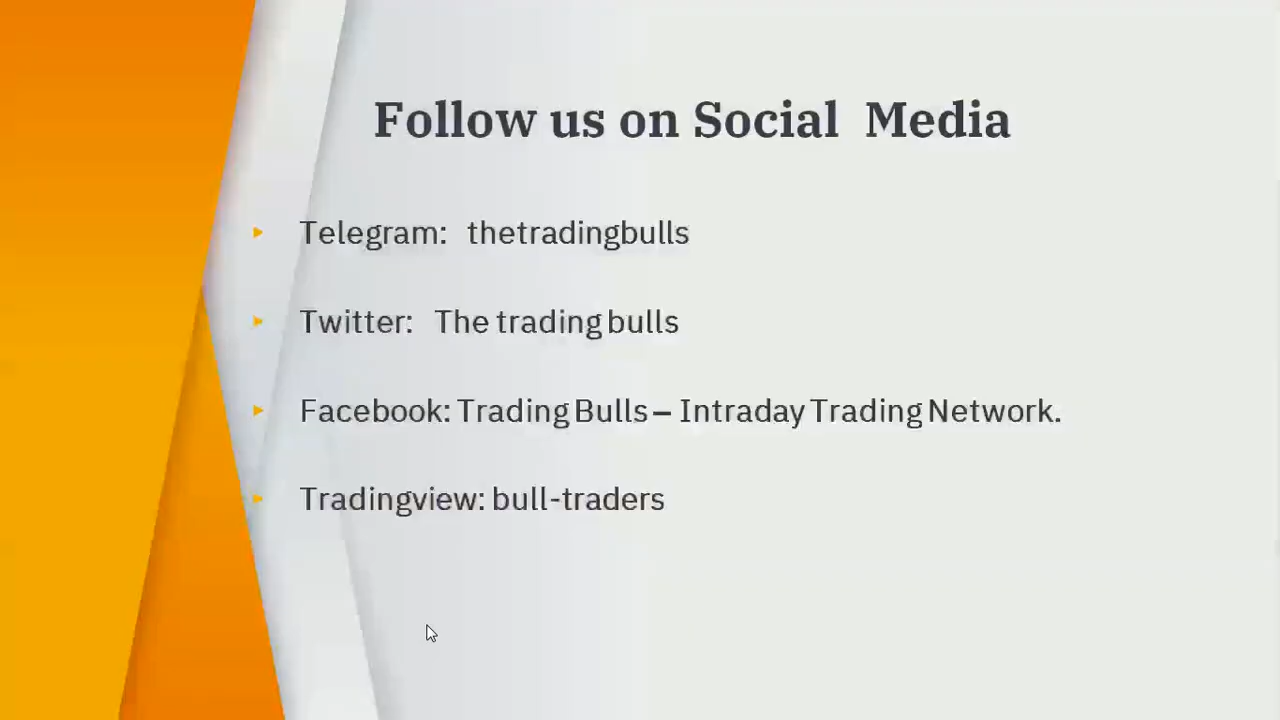 Follow us on Social Media
Telegram: thetradingbulls
Twitter: The trading bulls
Facebook: Trading Bulls – Intraday Trading Network.
Tradingview: bull-traders